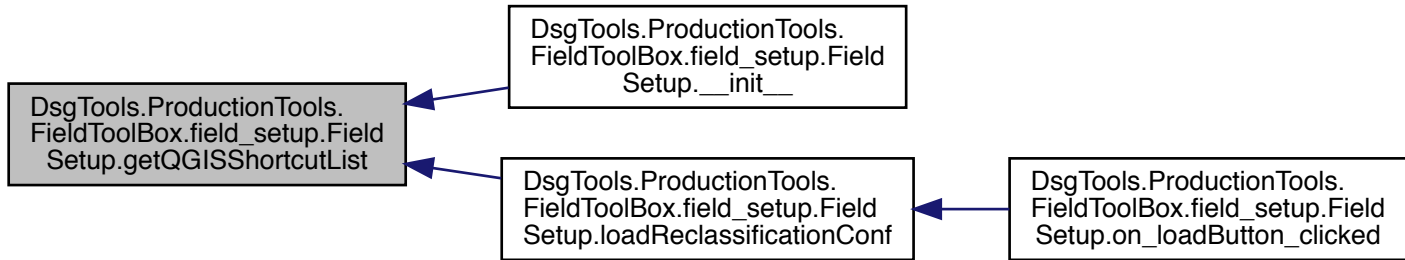 DsgTools.ProductionTools.
FieldToolBox.field_setup.Field
Setup.__init__
DsgTools.ProductionTools.
FieldToolBox.field_setup.Field
Setup.getQGISShortcutList
DsgTools.ProductionTools.
FieldToolBox.field_setup.Field
Setup.loadReclassificationConf
DsgTools.ProductionTools.
FieldToolBox.field_setup.Field
Setup.on_loadButton_clicked